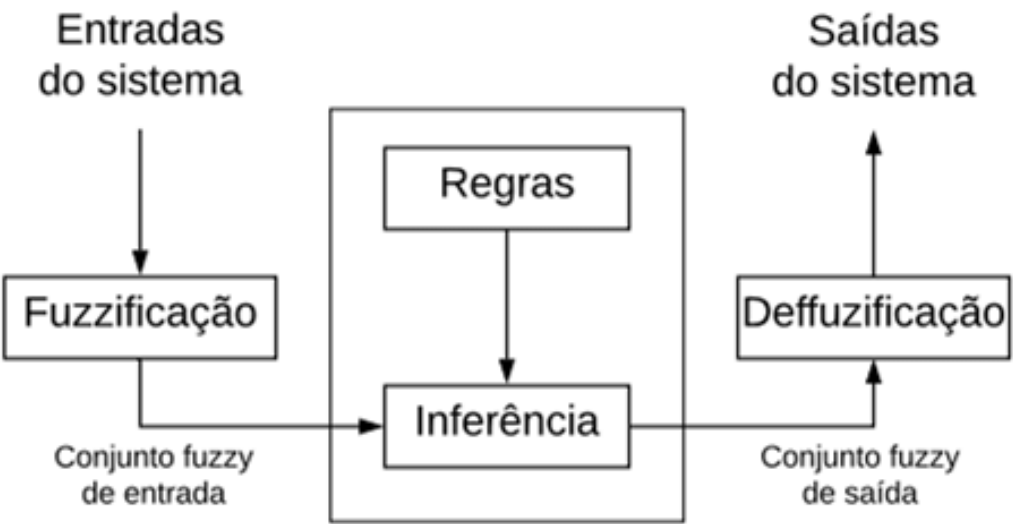 Entradas
do sistema
Saídas
do sistema
Regras
Fuzzificação
Deffuzificação
Inferência
Conjunto fuzzy
de entrada
Conjunto fuzzy
de saída